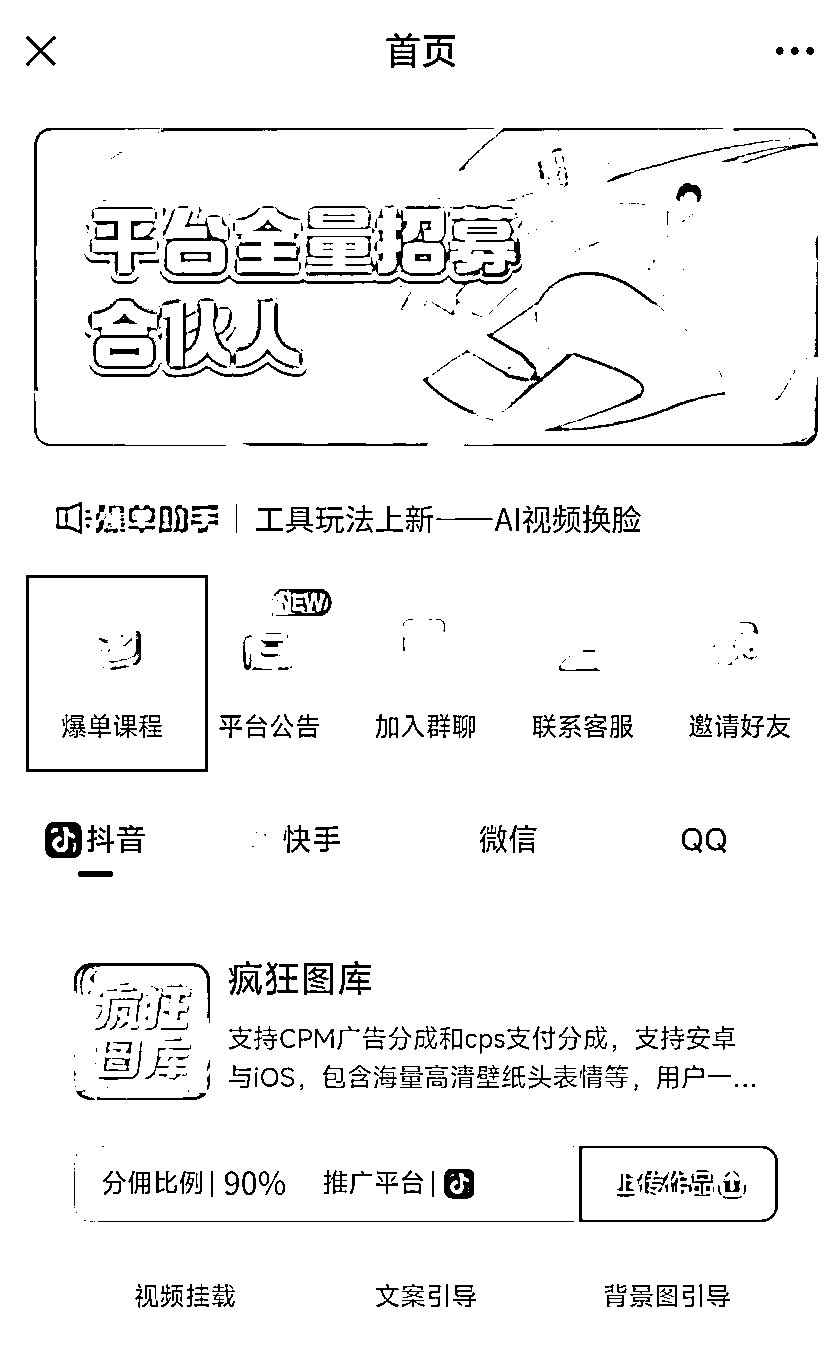 首页
平台全量招募
合伙人
爆单助手 | 工具玩法上新——AI视频换脸
NEW
爆单课程 平台公告 加入群聊 联系客服 邀请好友
抖音 快手 微信 QQ
疯狂图库
疯狂
图库
支持CPM广告分成和cps支付分成，支持安卓
与iOS，包含海量高清壁纸头表情等，用户一...
分佣比例 | 90% 推广平台 | 上传作品
视频挂载 文案引导 背景图引导